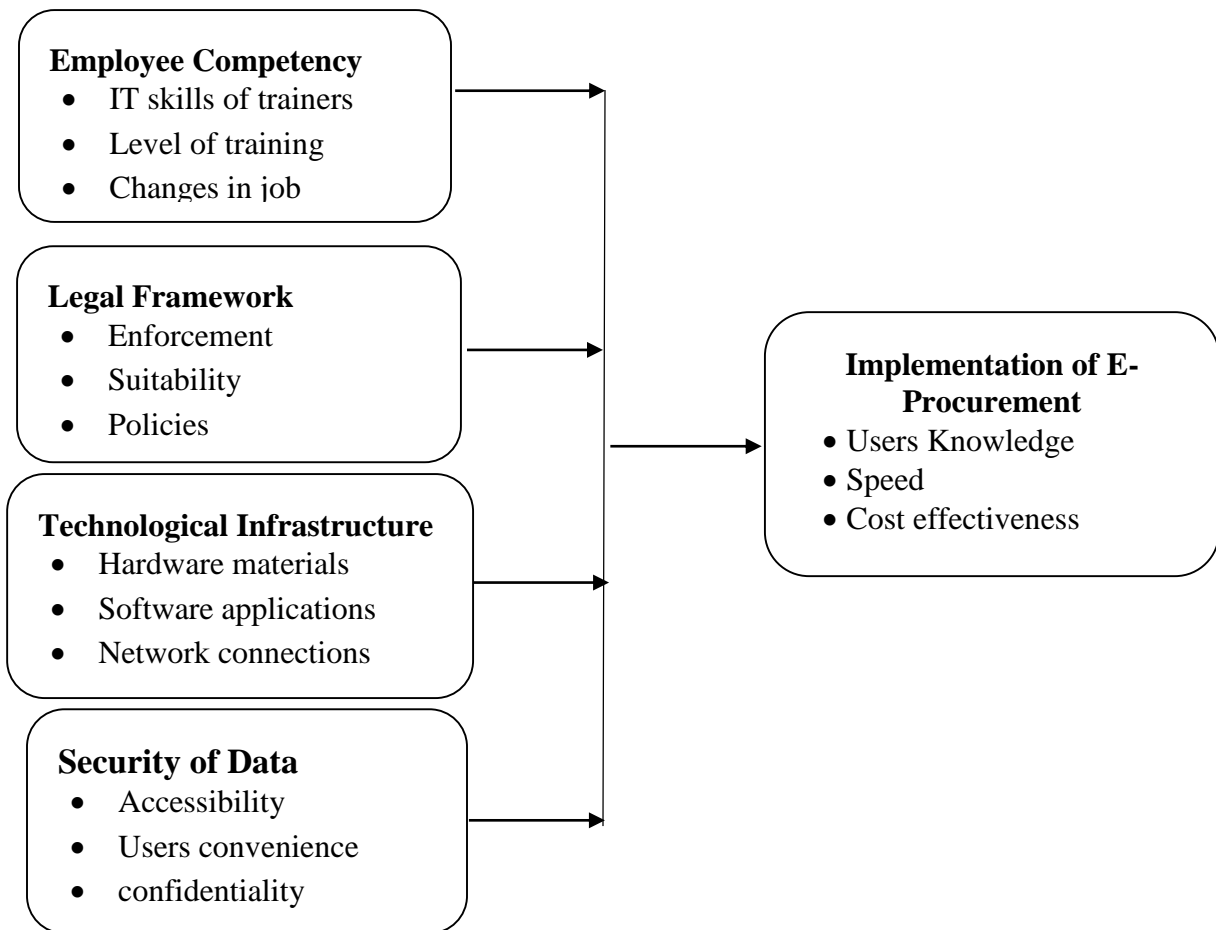 Employee Competency
• IT skills of trainers
• Level of training
• Changes in job
Legal Framework
• Enforcement
• Suitability
• Policies
Technological Infrastructure
• Hardware materials
• Software applications
• Network connections
Security of Data
• Accessibility
• Users convenience
• confidentiality
Implementation of E-
Procurement
• Users Knowledge
• Speed
• Cost effectiveness